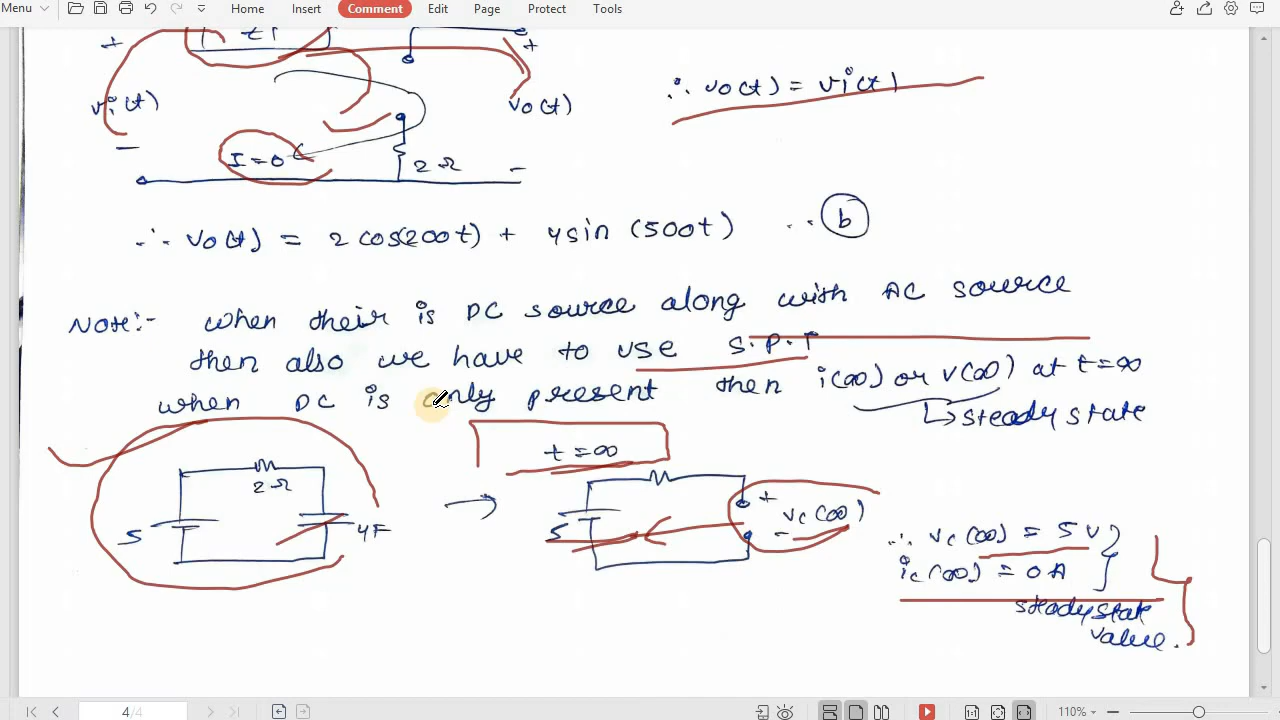 Menu Home Insert Comment Edit Page Protect Tools
+
+
vi(t)
vo(t)
∴ vo(t) = vi(t)
I=0
2Ω
-
-
∴ vo(t) = 2 cos(200t) + 4 sin (500t) .. b
Note:- when their is DC source along with AC source
then also we have to use S.P.T
when DC is only present then i(∞) or v(∞) at t=∞
↳ steady state
t=∞
2Ω
5
4F
→
5
+
vc(∞)
-
∴ vc(∞) = 5 V
ic(∞) = 0 A
steady stat
value.
4/4
110%